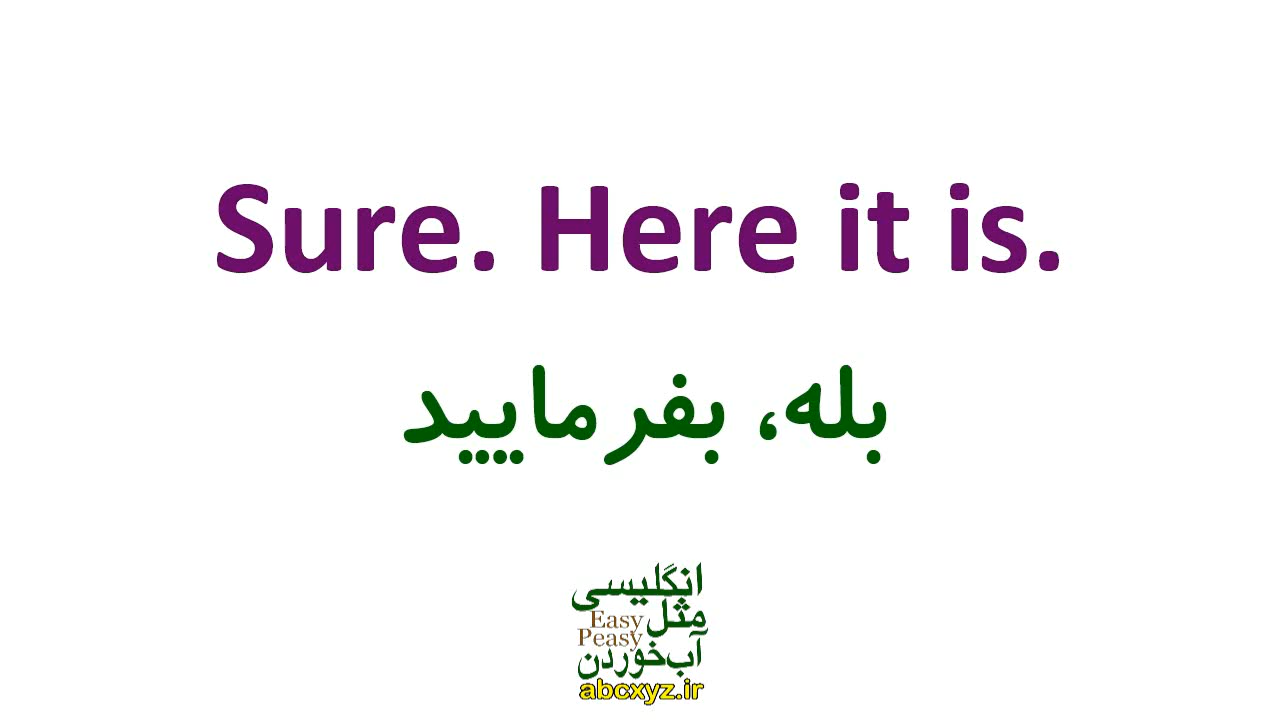 Sure. Here it is.
بله، بفرمایید
انگلیسی
مثل
Easy
Peasy
آب‌خوردن
abcxyz.ir